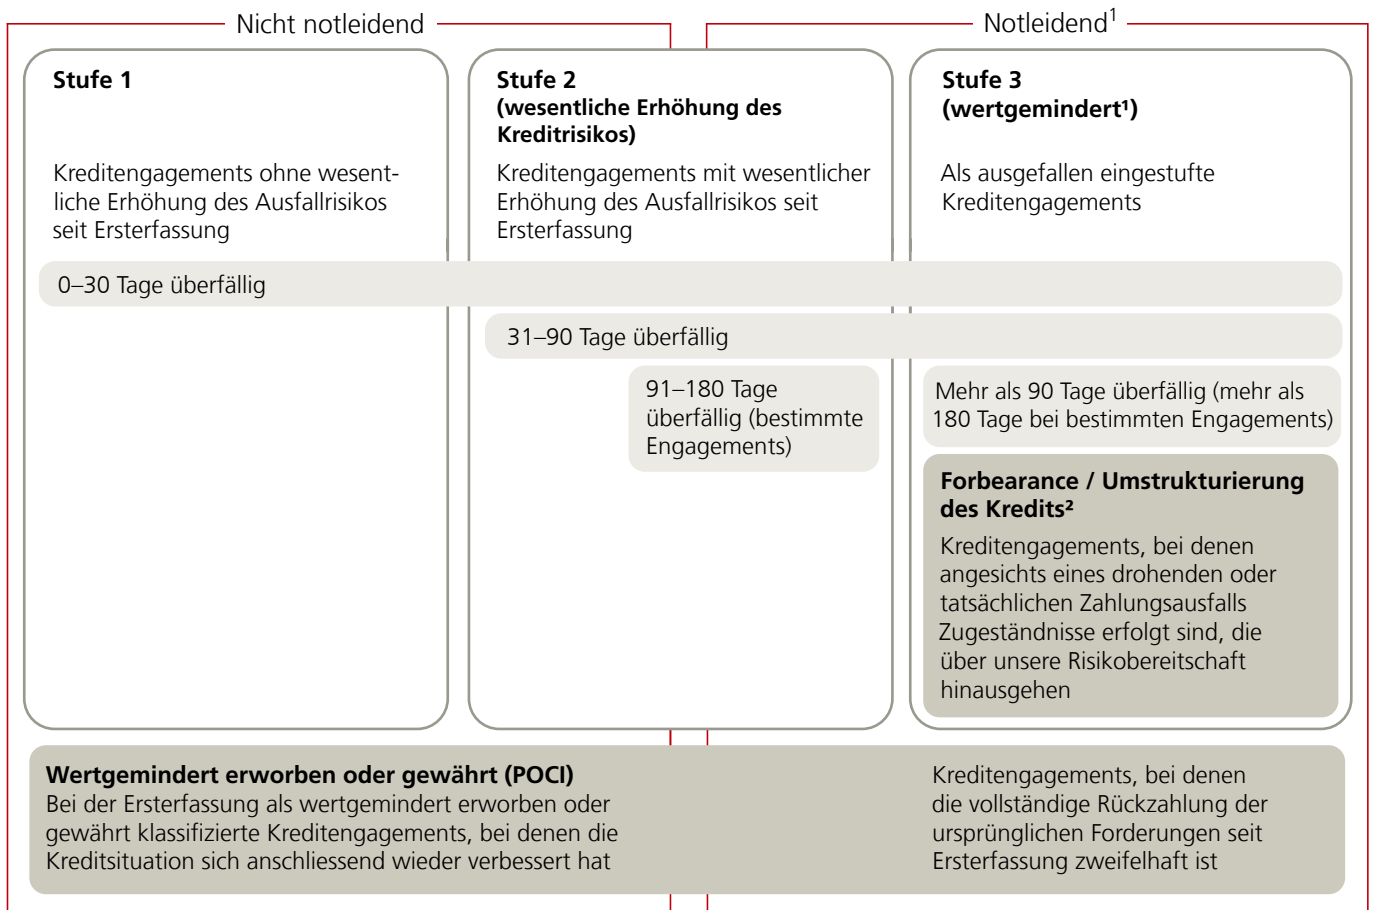 Nicht notleidend
Notleidend¹
Stufe 1
Kreditengagements ohne wesent-
liche Erhöhung des Ausfallrisikos
seit Ersterfassung
Stufe 2
(wesentliche Erhöhung des
Kreditrisikos)
Kreditengagements mit wesentlicher
Erhöhung des Ausfallrisikos seit
Ersterfassung
Stufe 3
(wertgemindert¹)
Als ausgefallen eingestufte
Kreditengagements
0–30 Tage überfällig
31–90 Tage überfällig
91–180 Tage
überfällig (bestimmte
Engagements)
Mehr als 90 Tage überfällig (mehr als
180 Tage bei bestimmten Engagements)
Forbearance / Umstrukturierung
des Kredits²
Kreditengagements, bei denen
angesichts eines drohenden oder
tatsächlichen Zahlungsausfalls
Zugeständnisse erfolgt sind, die
über unsere Risikobereitschaft
hinausgehen
Wertgemindert erworben oder gewährt (POCI)
Bei der Ersterfassung als wertgemindert erworben oder
gewährt klassifizierte Kreditengagements, bei denen die
Kreditsituation sich anschliessend wieder verbessert hat
Kreditengagements, bei denen
die vollständige Rückzahlung der
ursprünglichen Forderungen seit
Ersterfassung zweifelhaft ist